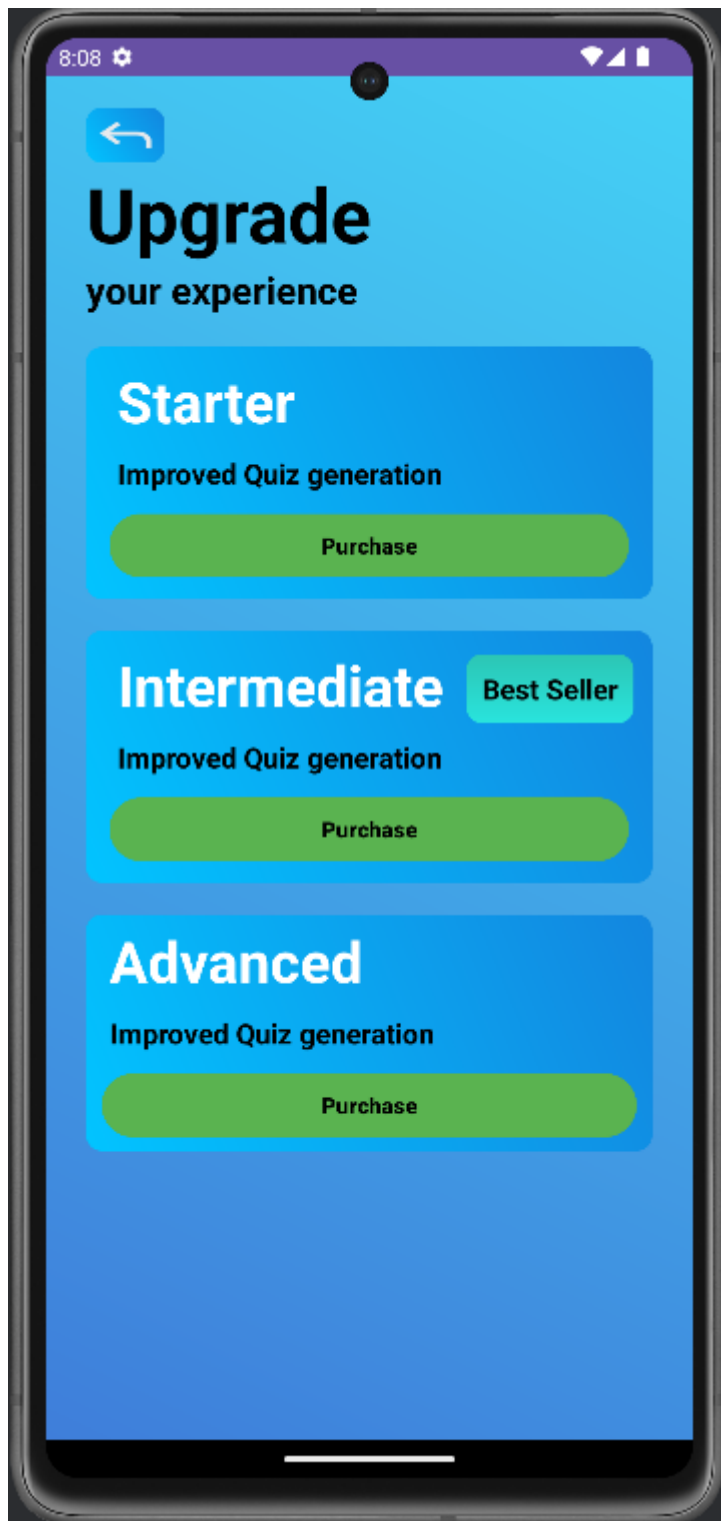 8:08
Upgrade
your experience
Starter
Improved Quiz generation
Purchase
Intermediate
Best Seller
Improved Quiz generation
Purchase
Advanced
Improved Quiz generation
Purchase